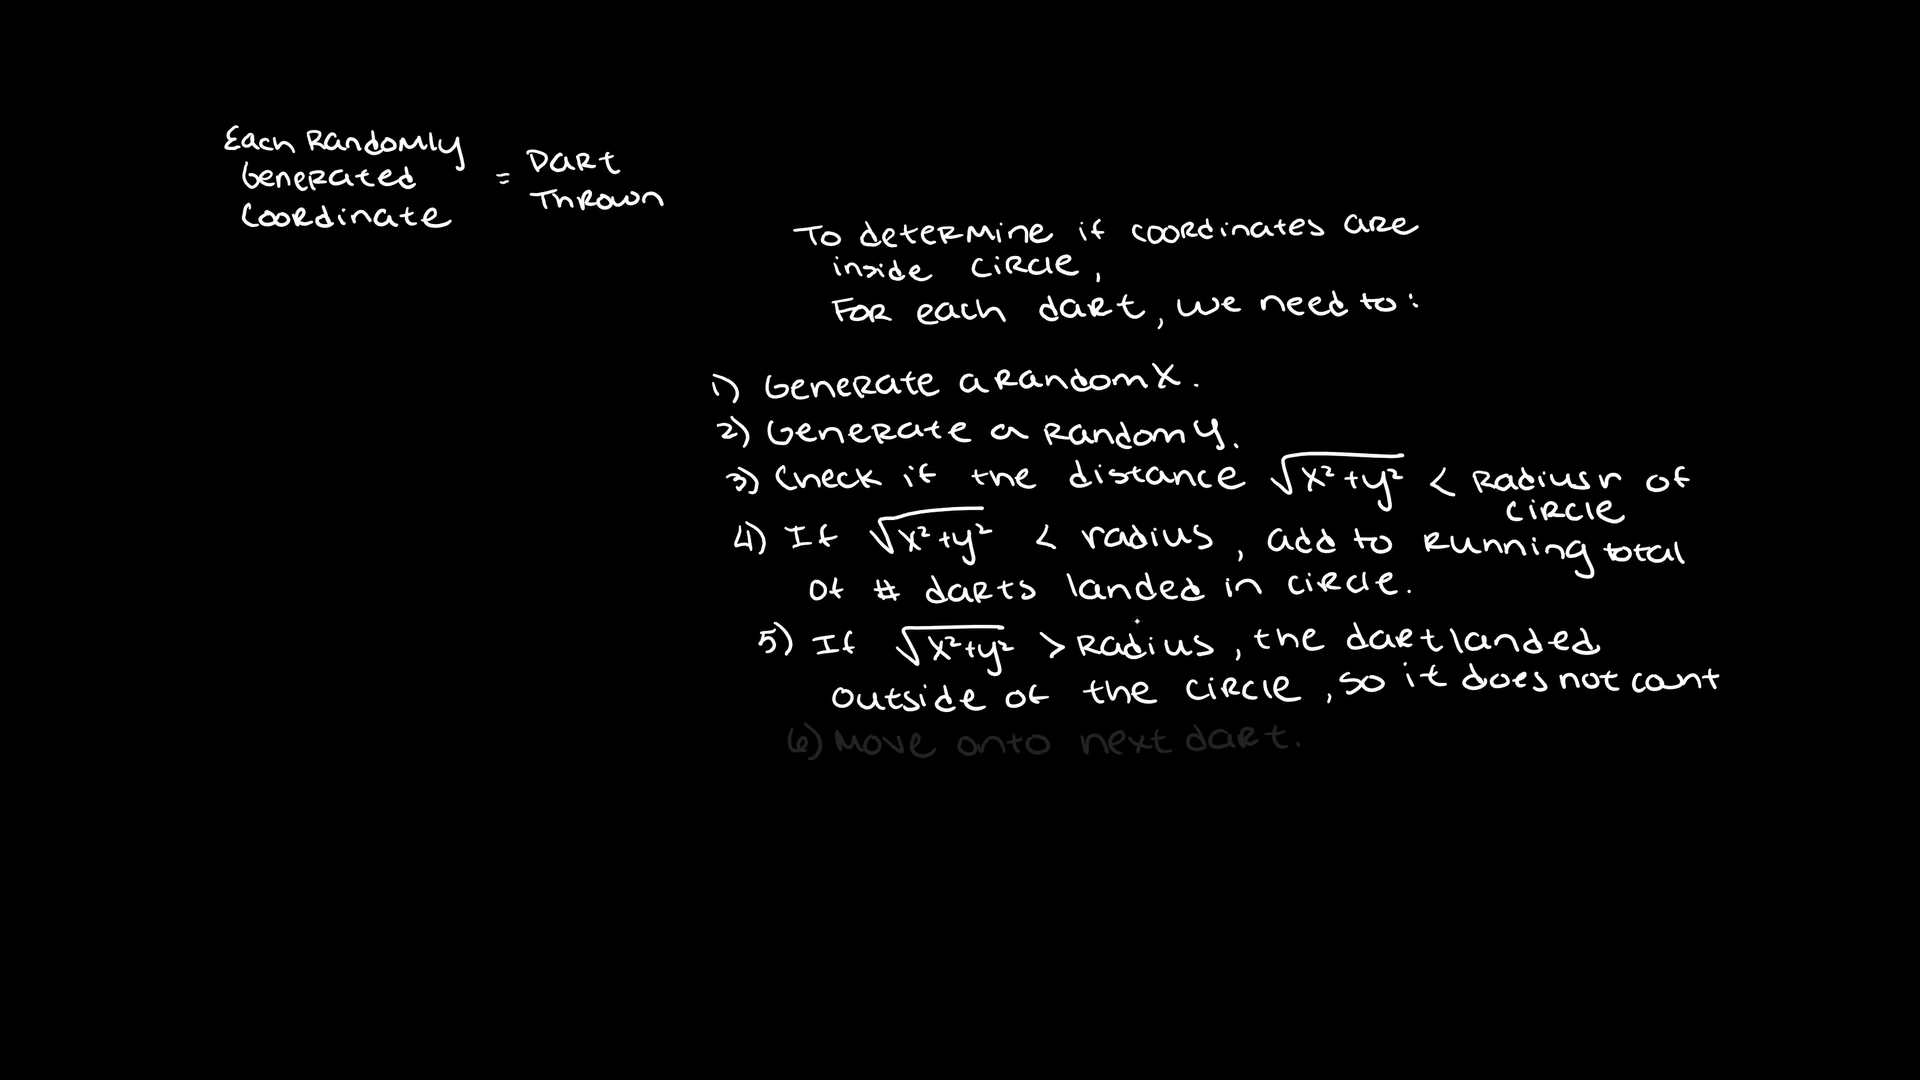 Each Randomly
Generated
Coordinate
= Dart
Thrown
To determine if coordinates are
inside circle,
For each dart, we need to:
1) Generate a random X.
2) Generate a random y.
3) Check if the distance √x²+y² < radius r of
circle
4) If √x²+y² < radius, add to running total
of # darts landed in circle.
5) If √x²+y² > Radius, the dart landed
outside of the circle, so it does not count
6) Move onto next dart.